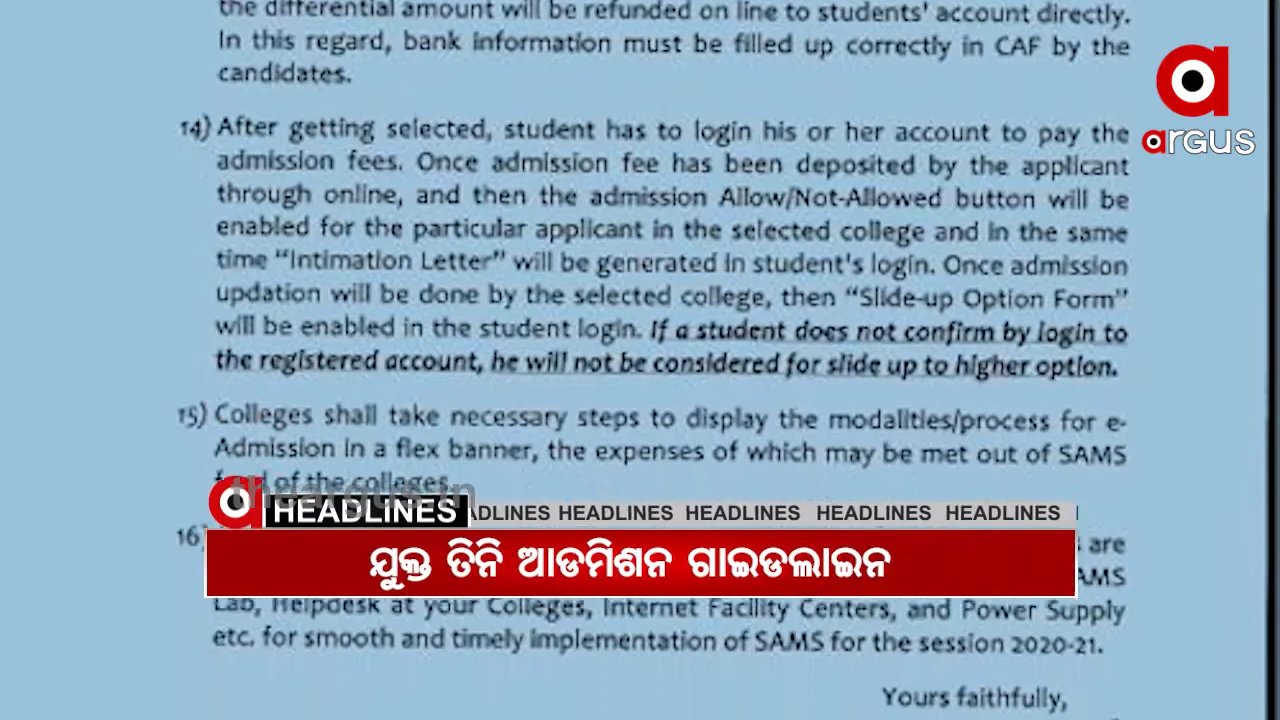 the differential amount will be refunded on line to students' account directly.
In this regard, bank information must be filled up correctly in CAF by the
candidates.
argus
14) After getting selected, student has to login his or her account to pay the
admission fees. Once admission fee has been deposited by the applicant
through online, and then the admission Allow/Not-Allowed button will be
enabled for the particular applicant in the selected college and in the same
time “Intimation Letter” will be generated in student's login. Once admission
updation will be done by the selected college, then “Slide-up Option Form”
will be enabled in the student login. If a student does not confirm by login to
the registered account, he will not be considered for slide up to higher option.
15) Colleges shall take necessary steps to display the modalities/process for e-
Admission in a flex banner, the expenses of which may be met out of SAMS
of the colleges.
theargus.in
HEADLINES HEADLINES HEADLINES HEADLINES HEADLINES
16) are
ଯୁକ୍ତ ତିନି ଆଡମିଶନ ଗାଇଡଲାଇନ
Lab, Helpdesk at your Colleges, Internet Facility Centers, and Power Supply
etc. for smooth and timely implementation of SAMS for the session 2020-21.
Yours faithfully,